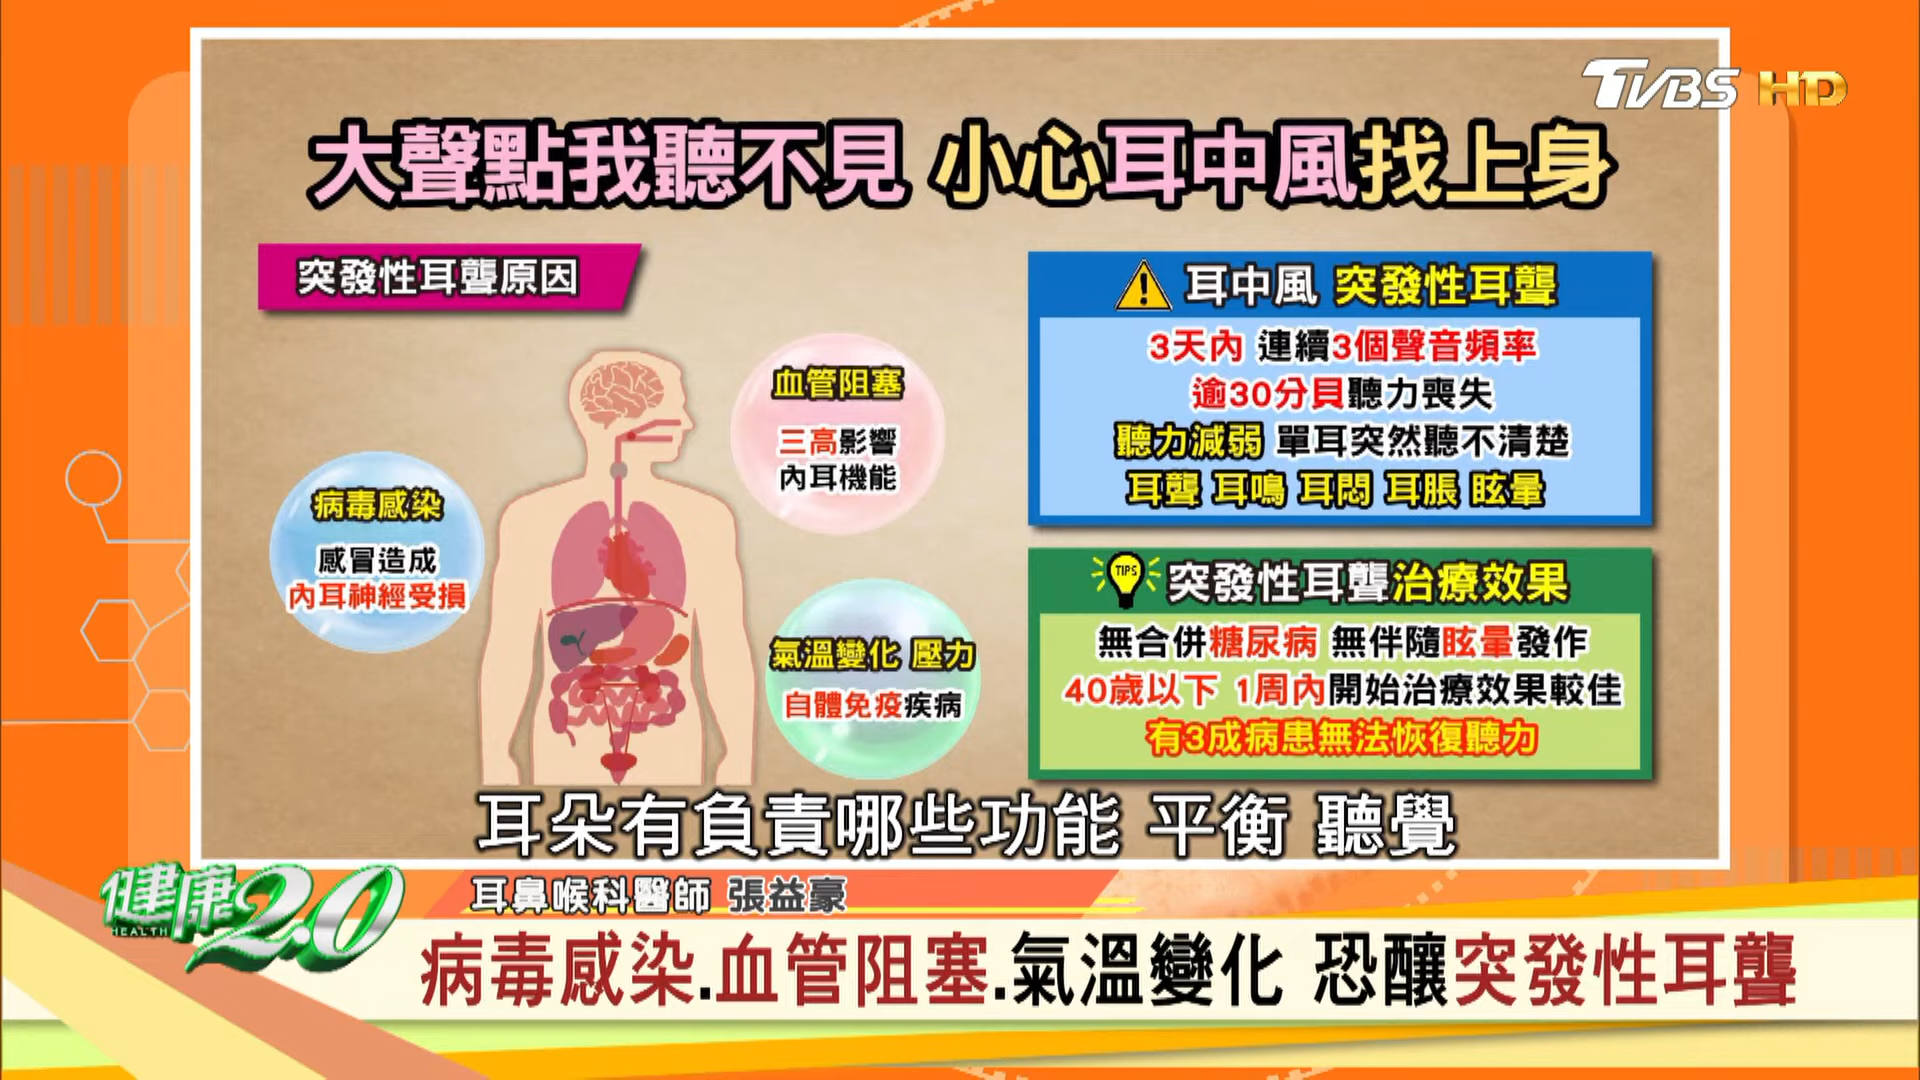 TVBS HD
大聲點我聽不見 小心耳中風找上身
突發性耳聾原因
病毒感染
感冒造成
內耳神經受損
血管阻塞
三高影響
內耳機能
氣溫變化 壓力
自體免疫疾病
耳中風 突發性耳聾
3天內 連續3個聲音頻率
逾30分貝聽力喪失
聽力減弱 單耳突然聽不清楚
耳聾 耳鳴 耳悶 耳脹 眩暈
TIPS
突發性耳聾治療效果
無合併糖尿病 無伴隨眩暈發作
40歲以下 1周內開始治療效果較佳
有3成病患無法恢復聽力
耳朵有負責哪些功能 平衡 聽覺
健康2.0
HEALTH
耳鼻喉科醫師 張益豪
病毒感染.血管阻塞.氣溫變化 恐釀突發性耳聾